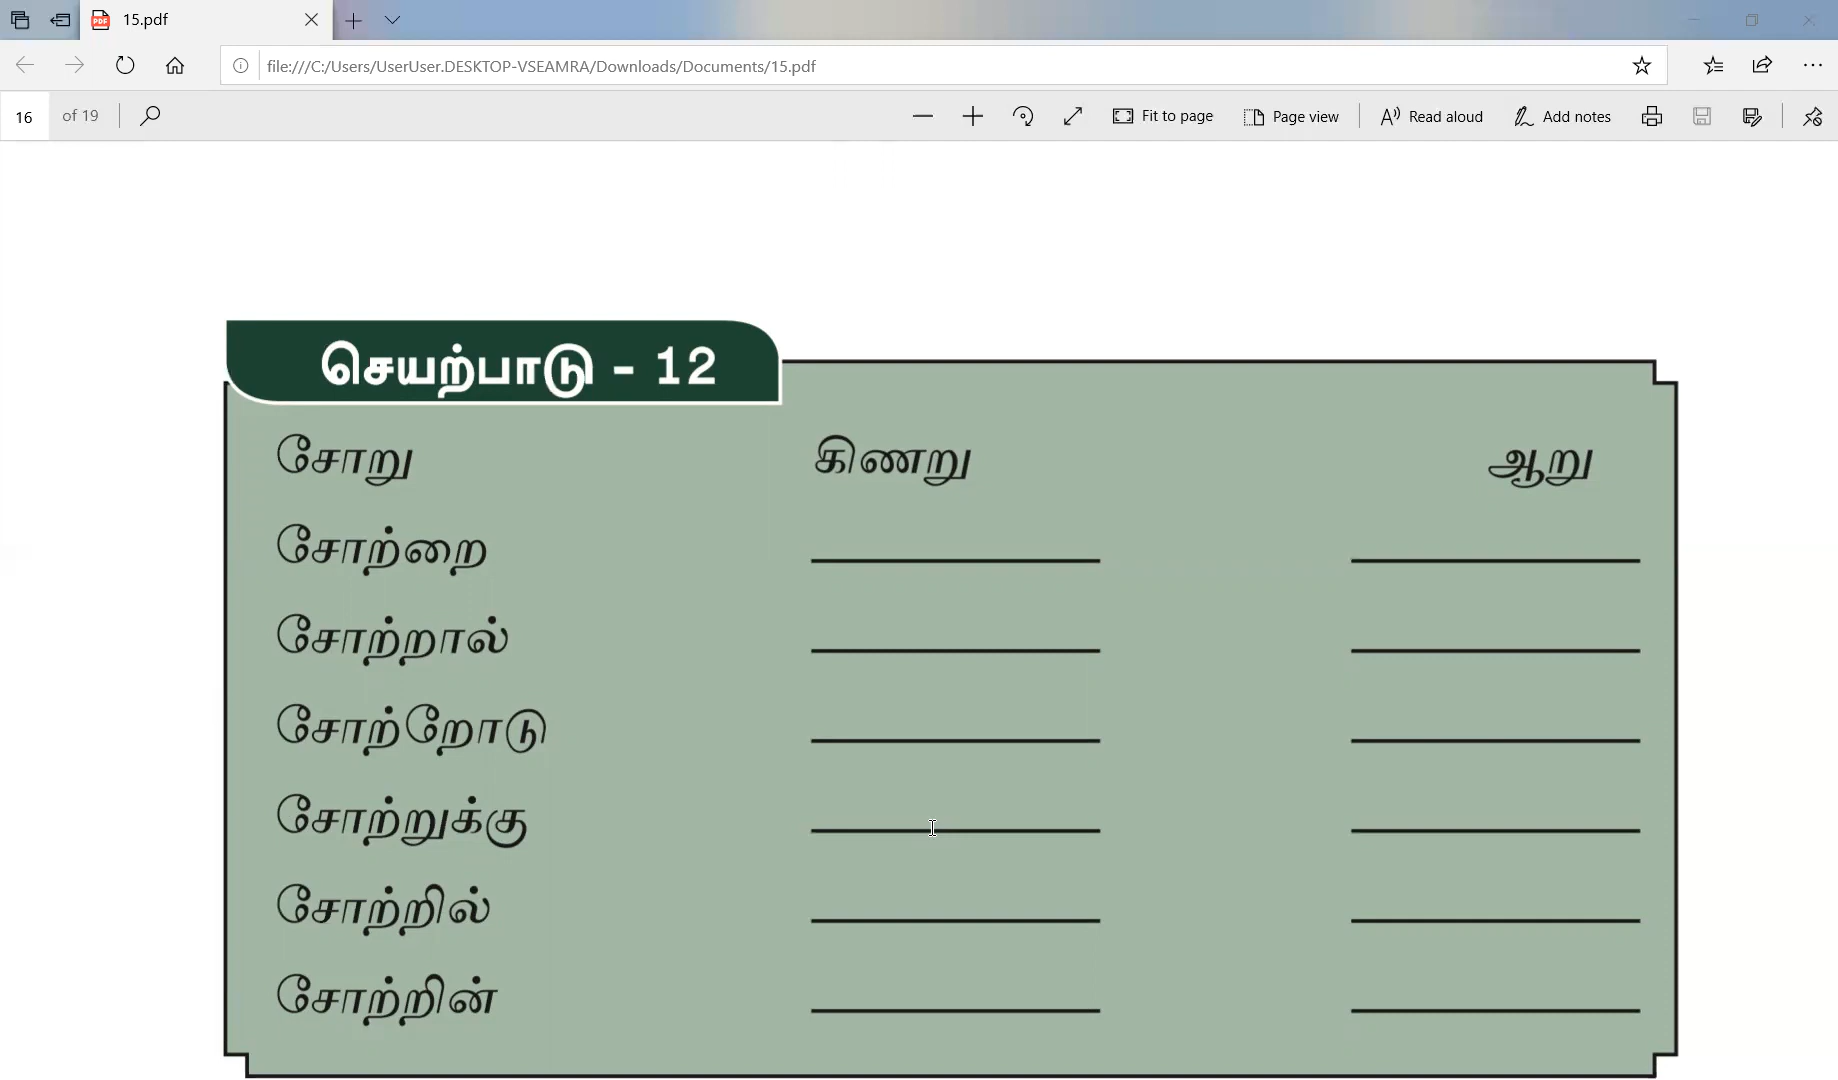 15.pdf
file:///C:/Users/UserUser.DESKTOP-VSEAMRA/Downloads/Documents/15.pdf
16 of 19 Fit to page Page view Read aloud Add notes
செயற்பாடு - 12
சோறு கிணறு ஆறு
சோற்றை
சோற்றால்
சோற்றோடு
சோற்றுக்கு
சோற்றில்
சோற்றின்